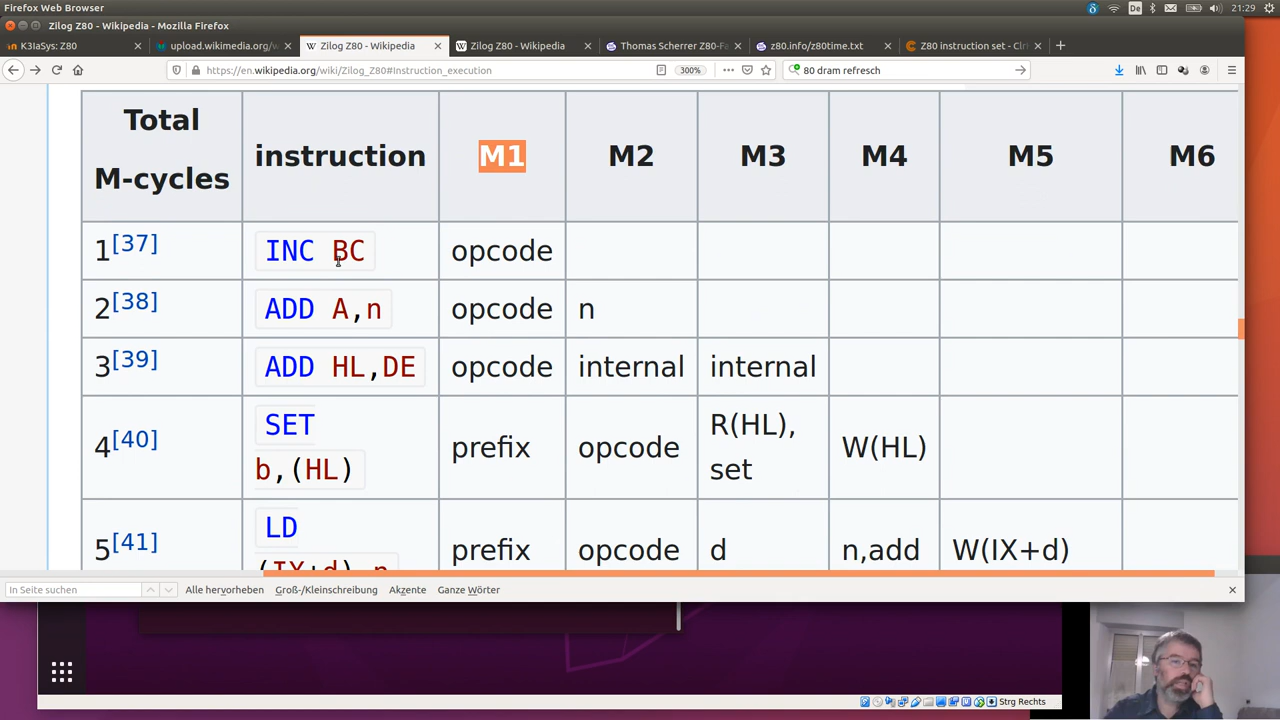 Firefox Web Browser
De
21:29
Zilog Z80 - Wikipedia - Mozilla Firefox
K3IaSys: Z80
upload.wikimedia.org/w
Zilog Z80 - Wikipedia
Zilog Z80 - Wikipedia
Thomas Scherrer Z80-Fa
z80.info/z80time.txt
Z80 instruction set - Clr
https://en.wikipedia.org/wiki/Zilog_Z80#Instruction_execution
300%
80 dram refresch
Total M-cycles
instruction
M1
M2
M3
M4
M5
M6
1[37]
INC BC
opcode
2[38]
ADD A,n
opcode
n
3[39]
ADD HL,DE
opcode
internal
internal
4[40]
SET b,(HL)
prefix
opcode
R(HL), set
W(HL)
5[41]
LD (IX+d),n
prefix
opcode
d
n,add
W(IX+d)
In Seite suchen
Alle hervorheben
Groß-/Kleinschreibung
Akzente
Ganze Wörter
Strg Rechts